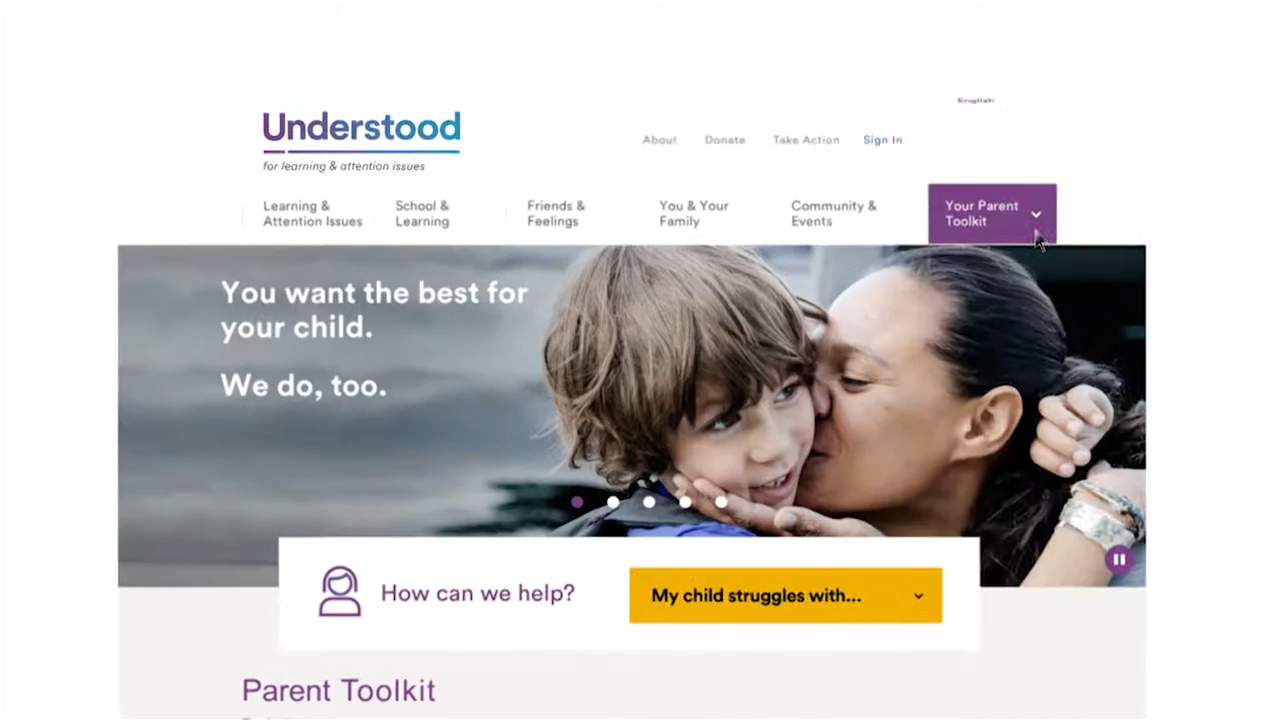 English
Understood
for learning & attention issues
About
Donate
Take Action
Sign In
Learning &
Attention Issues
School &
Learning
Friends &
Feelings
You & Your
Family
Community &
Events
Your Parent
Toolkit
You want the best for
your child.
We do, too.
How can we help?
My child struggles with...
Parent Toolkit